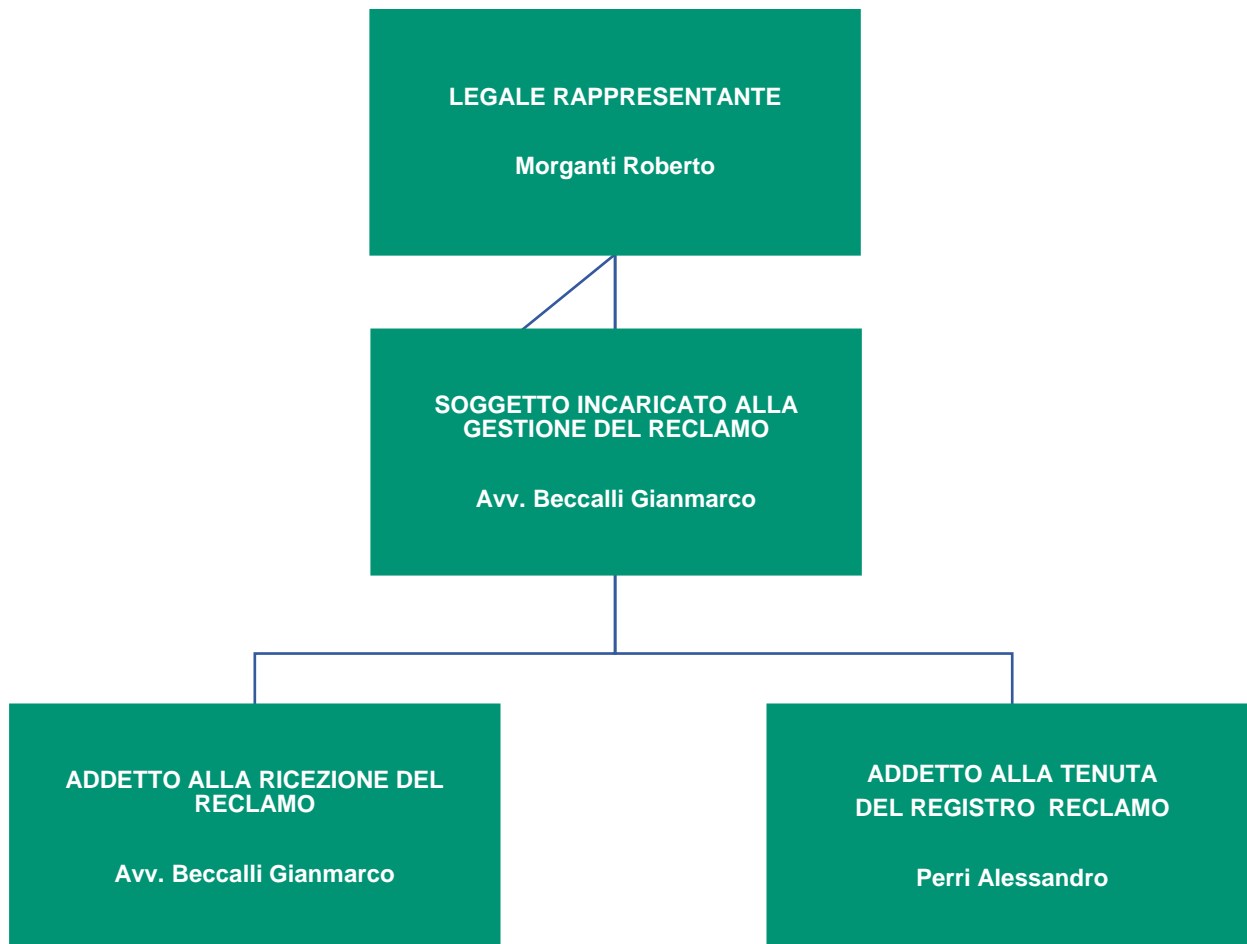 LEGALE RAPPRESENTANTE
Morganti Roberto
SOGGETTO INCARICATO ALLA
GESTIONE DEL RECLAMO
Avv. Beccalli Gianmarco
ADDETTO ALLA RICEZIONE DEL
RECLAMO
Avv. Beccalli Gianmarco
ADDETTO ALLA TENUTA
DEL REGISTRO RECLAMO
Perri Alessandro